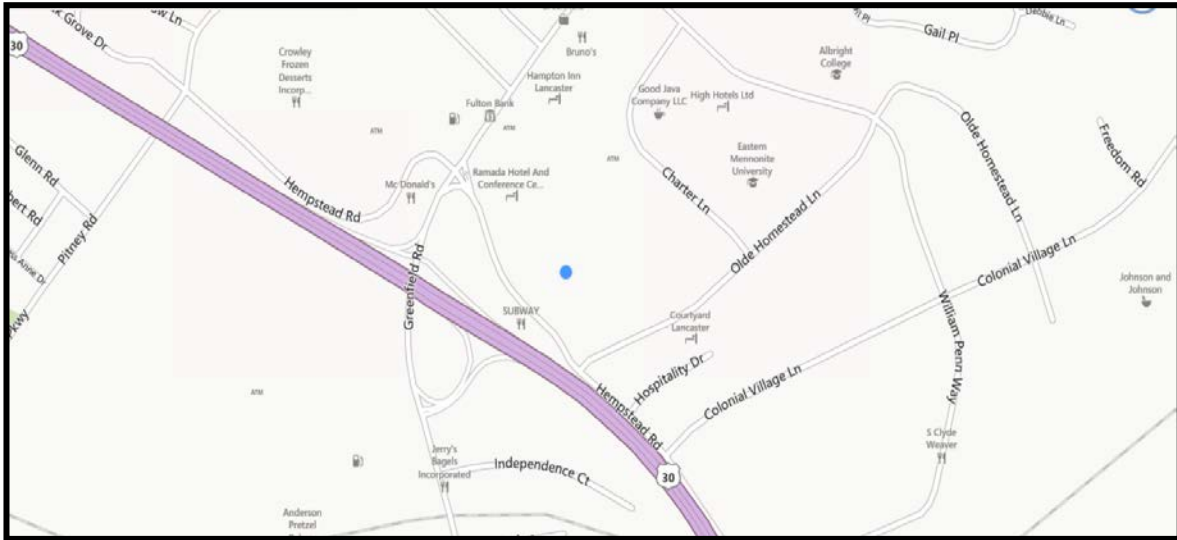 Gail Pl
Debbie Ln
30
Grove Dr
Bruno's
Albright
College
Crowley
Frozen
Desserts
Incorp...
Hampton Inn
Lancaster
Fulton Bank
ATM
ATM
Good Java
Company LLC
High Hotels Ltd
Olde Homestead Ln
Freedom Rd
Glenn Rd
Pitney Rd
Hempstead Rd
Mc Donald's
Ramada Hotel And
Conference Ce...
ATM
Eastern
Mennonite
University
Charter Ln
Olde Homestead Ln
Greenfield Rd
SUBWAY
Courtyard
Lancaster
Colonial Village Ln
Johnson and
Johnson
William Penn Way
Hospitality Dr
Hempstead Rd
Colonial Village Ln
ATM
30
S Clyde
Weaver
Jerry's
Bagels
Incorporated
Independence Ct
Anderson
Pretzel